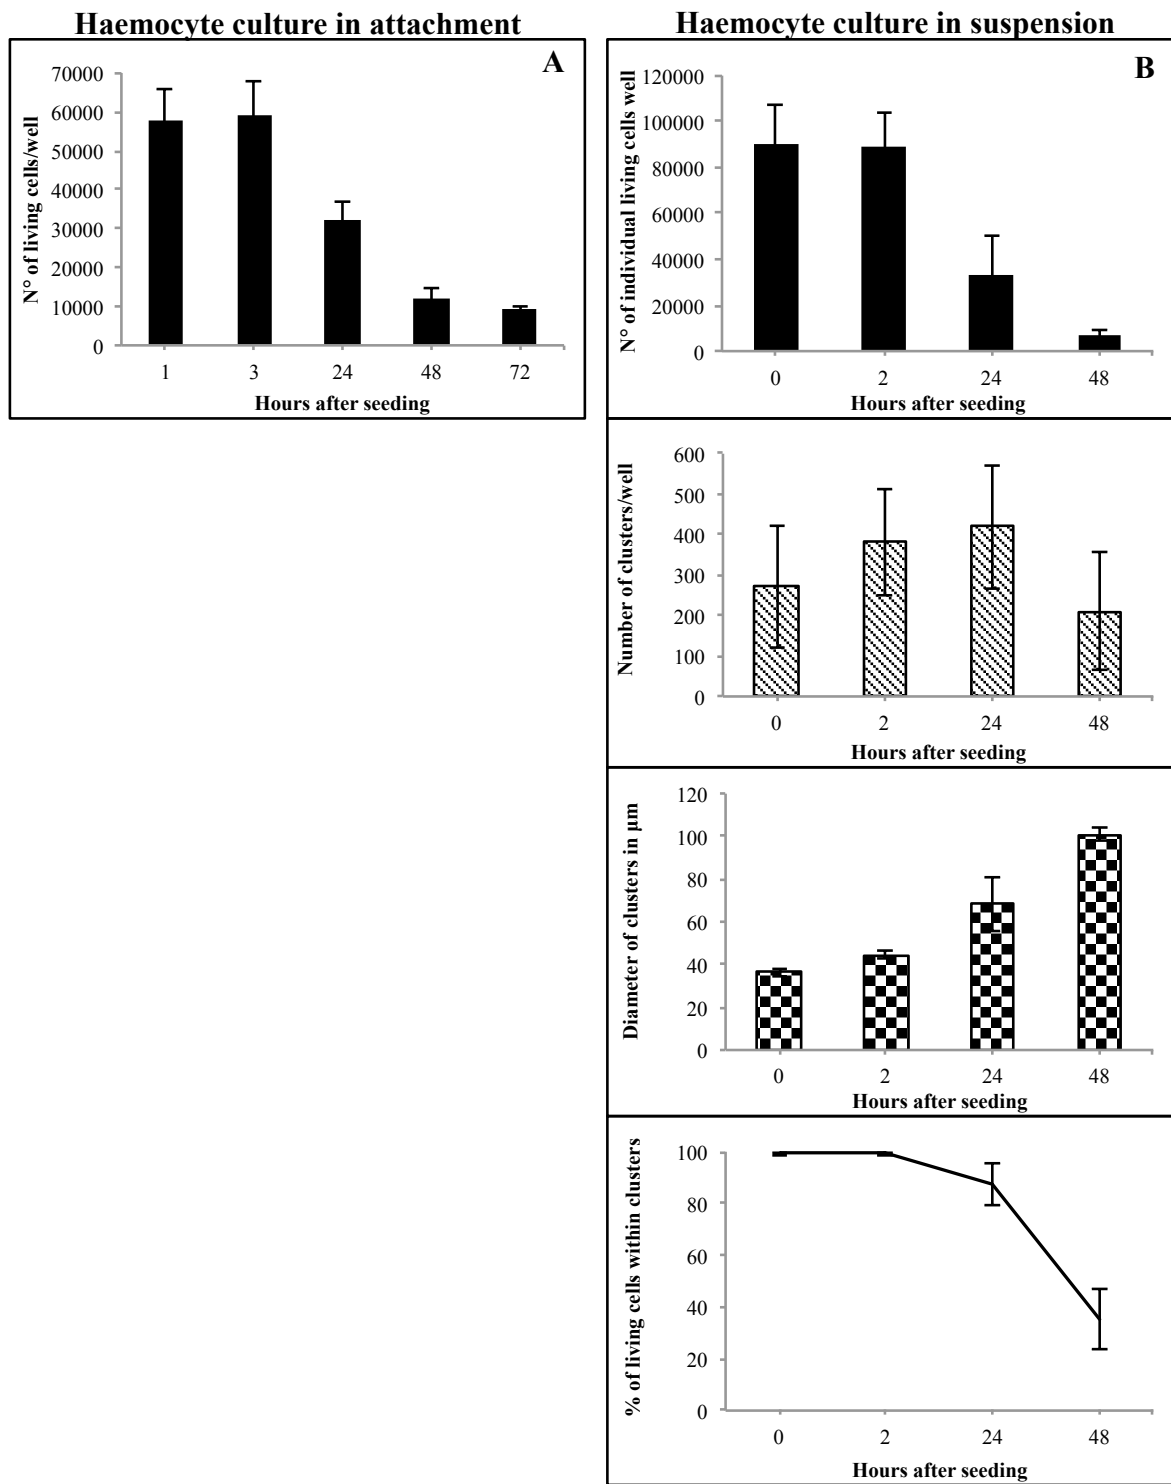 Haemocyte culture in attachment
A
N° of living cells/well
70000
60000
50000
40000
30000
20000
10000
0
1 3 24 48 72
Hours after seeding
Haemocyte culture in suspension
B
N° of individual living cells well
120000
100000
80000
60000
40000
20000
0
0 2 24 48
Hours after seeding
Number of clusters/well
600
500
400
300
200
100
0
0 2 24 48
Hours after seeding
Diameter of clusters in µm
120
100
80
60
40
20
0
0 2 24 48
Hours after seeding
% of living cells within clusters
100
80
60
40
20
0
0 2 24 48
Hours after seeding